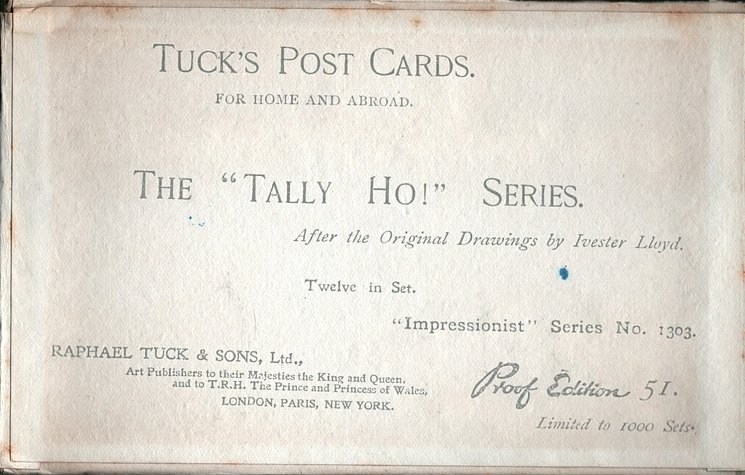 TUCK'S POST CARDS.
FOR HOME AND ABROAD.
THE "TALLY HO!" SERIES.
After the Original Drawings by Ivester Lloyd.
Twelve in Set.
"Impressionist" Series No. 1303.
RAPHAEL TUCK & SONS, Ltd.,
Art Publishers to their Majesties the King and Queen,
and to T.R.H. The Prince and Princess of Wales,
LONDON, PARIS, NEW YORK.
Proof Edition 51.
Limited to 1000 Sets.